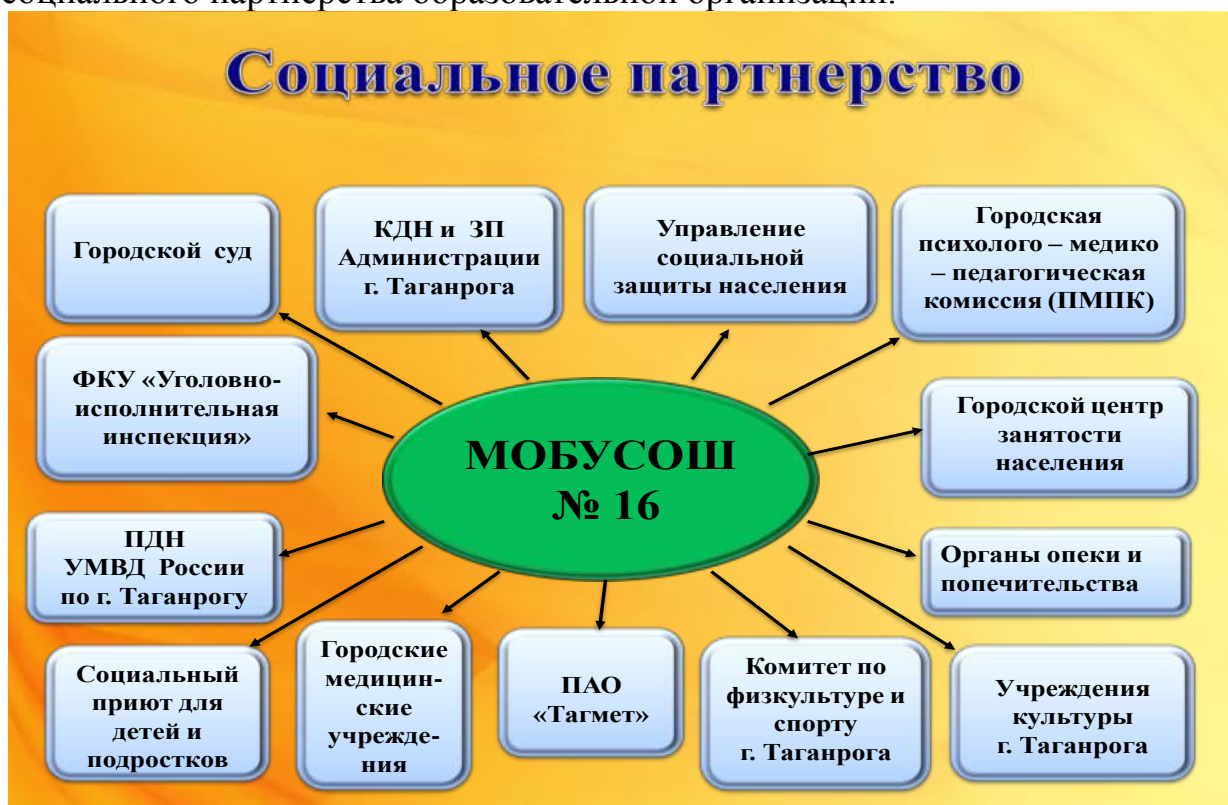 социального партнерства образовательной организации.
Социальное партнерство
Городской суд
КДН и ЗП
Администрации
г. Таганрога
Управление
социальной
защиты населения
Городская
психолого – медико
– педагогическая
комиссия (ПМПК)
ФКУ «Уголовно-
исполнительная
инспекция»
Городской центр
занятости
населения
МОБУСОШ
№ 16
ПДН
УМВД России
по г. Таганрогу
Органы опеки и
попечительства
Социальный
приют для
детей и
подростков
Городские
медицин-
ские
учрежде-
ния
ПАО
«Тагмет»
Комитет по
физкультуре и
спорту
г. Таганрога
Учреждения
культуры
г. Таганрога